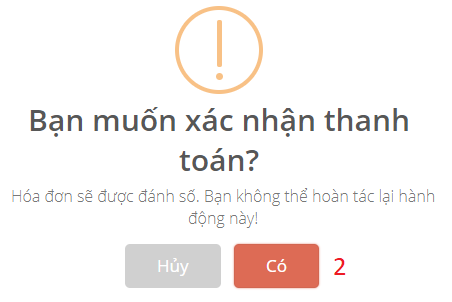 Bạn muốn xác nhận thanh
toán?
Hóa đơn sẽ được đánh số. Bạn không thể hoàn tác lại hành
động này!
Hủy Có 2